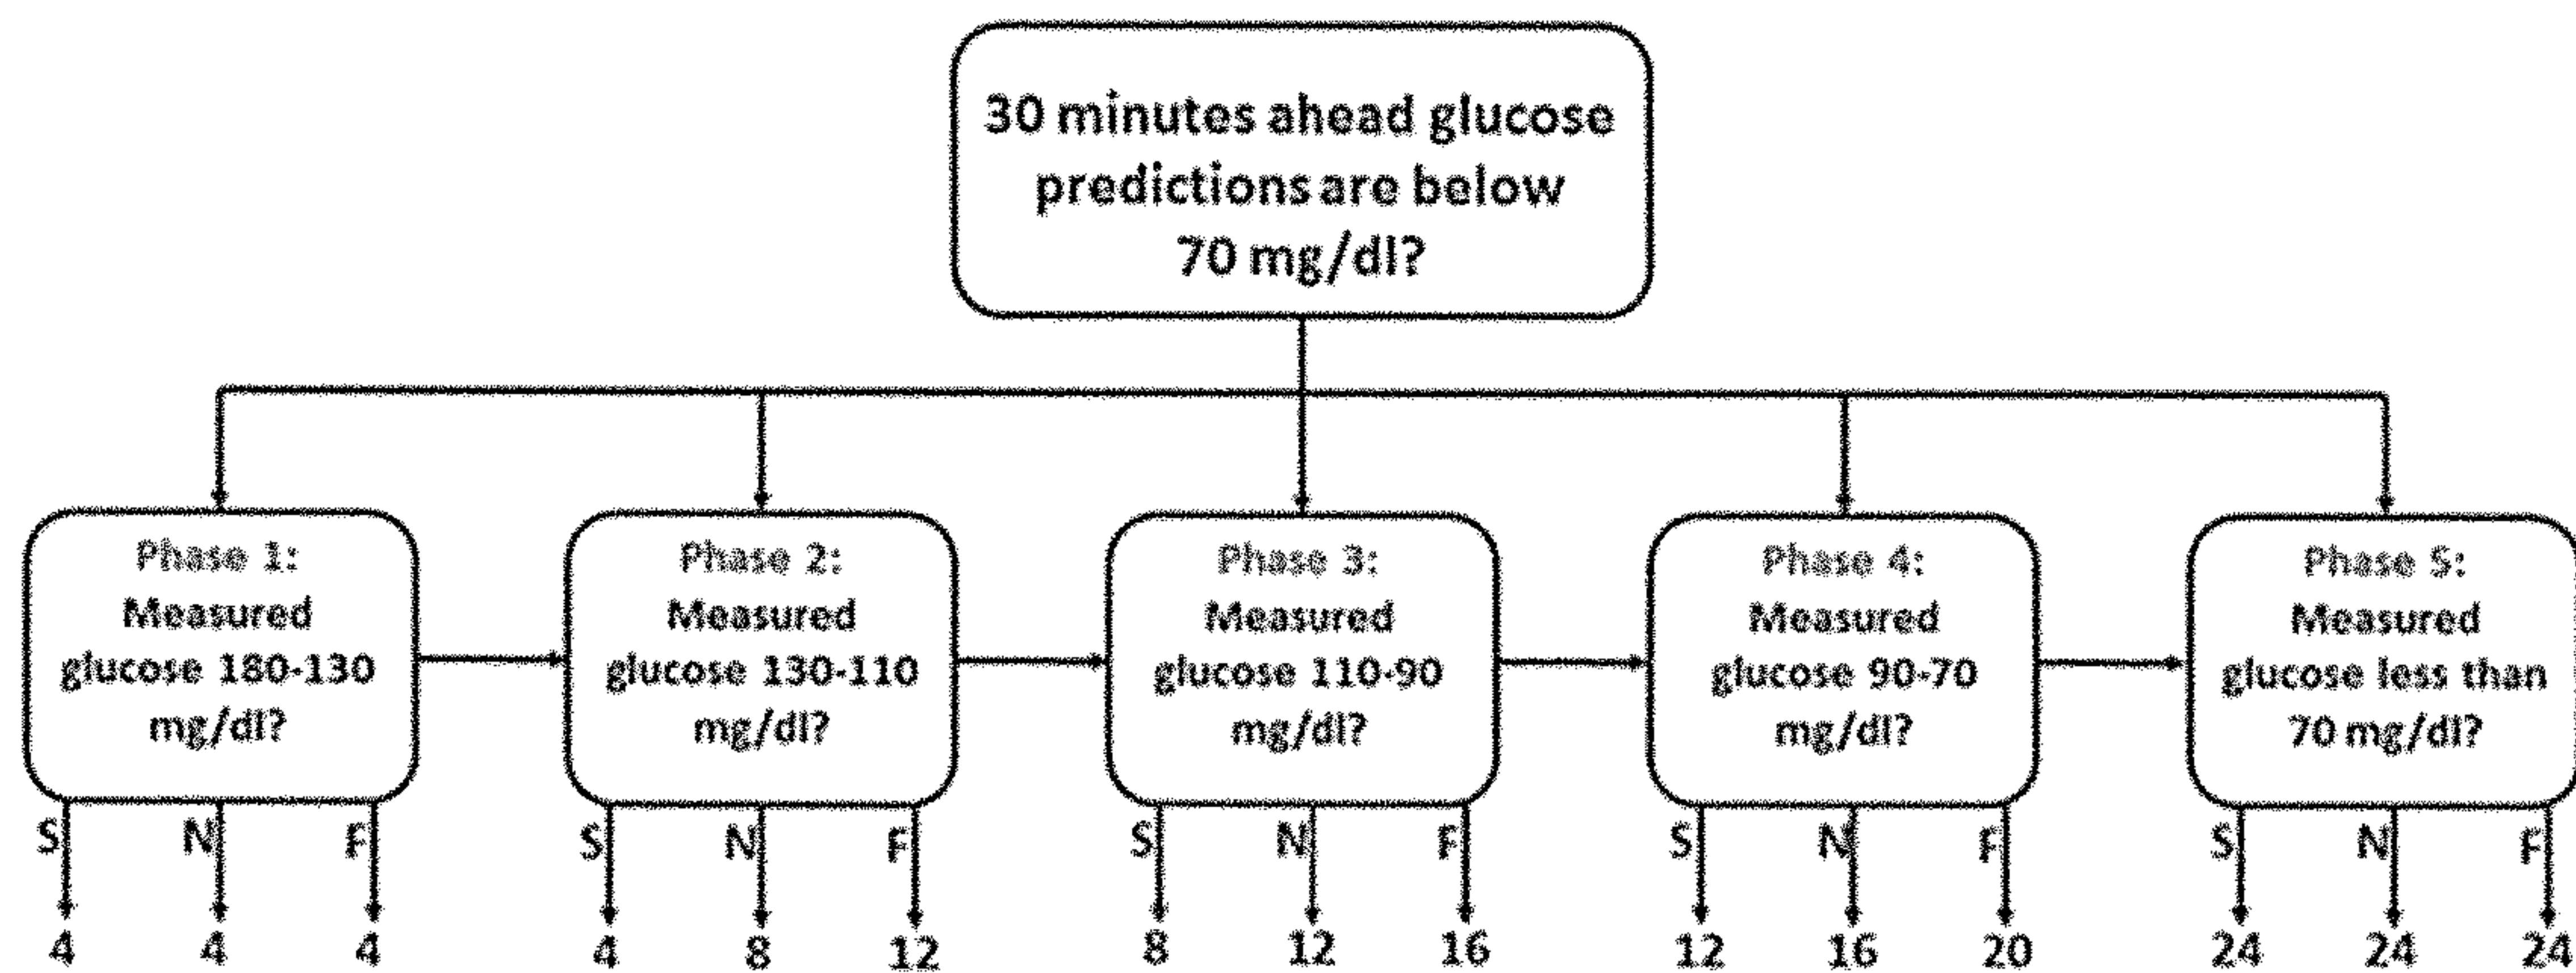 30 minutes ahead glucose
predictions are below
70 mg/dl?
Phase 1:
Measured
glucose 180-130
mg/dl?
Phase 2:
Measured
glucose 130-110
mg/dl?
Phase 3:
Measured
glucose 110-90
mg/dl?
Phase 4:
Measured
glucose 90-70
mg/dl?
Phase 5:
Measured
glucose less than
70 mg/dl?
S N F
4 4 4
S N F
4 8 12
S N F
8 12 16
S N F
12 16 20
S N F
24 24 24